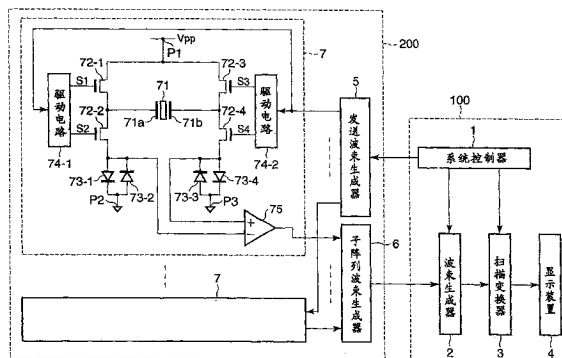 Vpp
P1
7
200
72-1
71
72-3
S1
S3
5
驱动电路
72-2
72-4
驱动电路
100
S2
71a
71b
S4
1
74-1
74-2
发送波束生成器
系统控制器
73-1
73-2
73-3
73-4
P2
P3
75
+
−
6
子阵列波束生成器
波束生成器
扫描变换器
显示装置
7
2
3
4